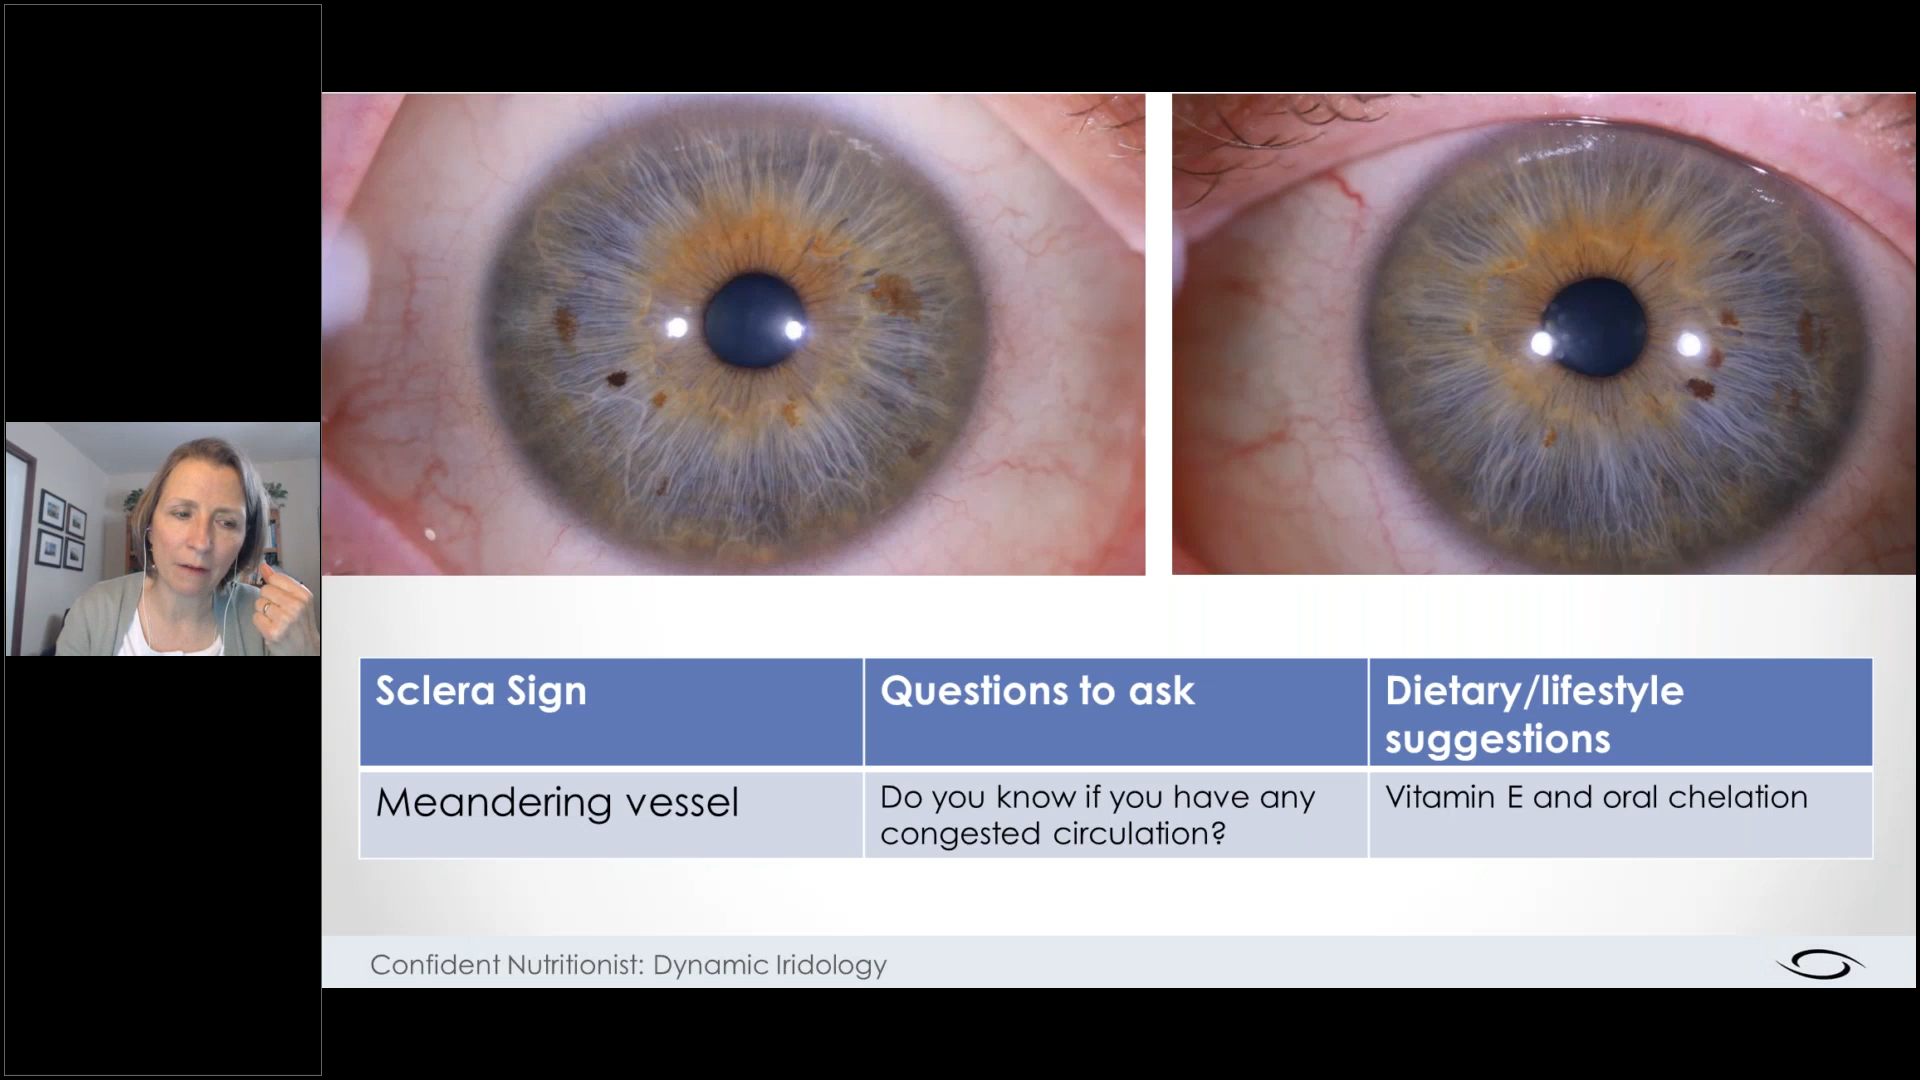 Sclera Sign
Questions to ask
Dietary/lifestyle
suggestions
Meandering vessel
Do you know if you have any
congested circulation?
Vitamin E and oral chelation
Confident Nutritionist: Dynamic Iridology